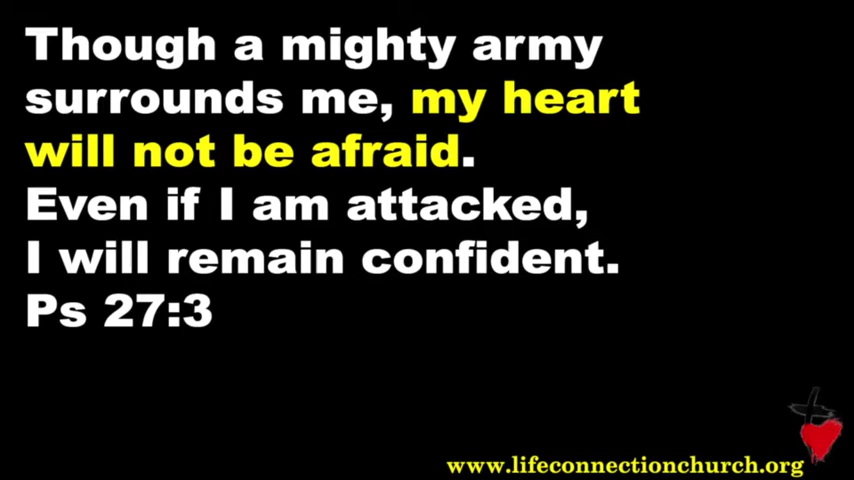 Though a mighty army
surrounds me, my heart
will not be afraid.
Even if I am attacked,
I will remain confident.
Ps 27:3
www.lifeconnectionchurch.org